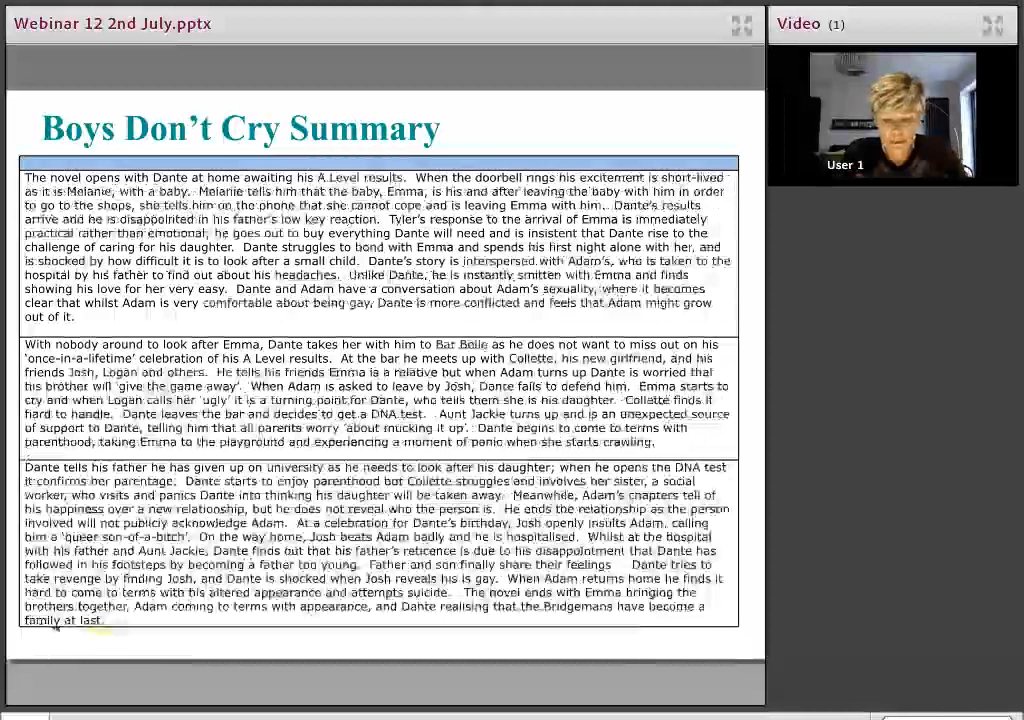 Webinar 12 2nd July.pptx
Video (1)
User 1
Boys Don't Cry Summary
The novel opens with Dante at home awaiting his A Level results. When the doorbell rings his excitement is short-lived
as it is Melanie, with a baby. Melanie tells him that the baby, Emma, is his and after leaving the baby with him in order
to go to the shops, she tells him on the phone that she cannot cope and is leaving Emma with him. Dante's results
arrive and he is disappointed in his father's low key reaction. Tyler's response to the arrival of Emma is immediately
practical rather than emotional, he goes out to buy everything Dante will need and is insistent that Dante rise to the
challenge of caring for his daughter. Dante struggles to bond with Emma and spends his first night alone with her, and
is shocked by how difficult it is to look after a small child. Dante's story is interspersed with Adam's, who is taken to the
hospital by his father to find out about his headaches. Unlike Dante, he is instantly smitten with Emma and finds
showing his love for her very easy. Dante and Adam have a conversation about Adam's sexuality, where it becomes
clear that whilst Adam is very comfortable about being gay, Dante is more conflicted and feels that Adam might grow
out of it.
With nobody around to look after Emma, Dante takes her with him to Bar Belle as he does not want to miss out on his
'once-in-a-lifetime' celebration of his A Level results. At the bar he meets up with Collette, his new girlfriend, and his
friends Josh, Logan and others. He tells his friends Emma is a relative but when Adam turns up Dante is worried that
his brother will 'give the game away'. When Adam is asked to leave by Josh, Dante fails to defend him. Emma starts to
cry and when Logan calls her 'ugly' it is a turning point for Dante, who tells them she is his daughter. Collette finds it
hard to handle. Dante leaves the bar and decides to get a DNA test. Aunt Jackie turns up and is an unexpected source
of support to Dante, telling him that all parents worry 'about mucking it up'. Dante begins to come to terms with
parenthood, taking Emma to the playground and experiencing a moment of panic when she starts crawling.
Dante tells his father he has given up on university as he needs to look after his daughter; when he opens the DNA test
it confirms her parentage. Dante starts to enjoy parenthood but Collette struggles and involves her sister, a social
worker, who visits and panics Dante into thinking his daughter will be taken away. Meanwhile, Adam's chapters tell of
his happiness over a new relationship, but he does not reveal who the person is. He ends the relationship as the person
involved will not publicly acknowledge Adam. At a celebration for Dante's birthday, Josh openly insults Adam, calling
him a 'queer son-of-a-bitch'. On the way home, Josh beats Adam badly and he is hospitalised. Whilst at the hospital
with his father and Aunt Jackie, Dante finds out that his father's reticence is due to his disappointment that Dante has
followed in his footsteps by becoming a father too young. Father and son finally share their feelings Dante tries to
take revenge by finding Josh, and Dante is shocked when Josh reveals his is gay. When Adam returns home he finds it
hard to come to terms with his altered appearance and attempts suicide. The novel ends with Emma bringing the
brothers together, Adam coming to terms with appearance, and Dante realising that the Bridgemans have become a
family at last.